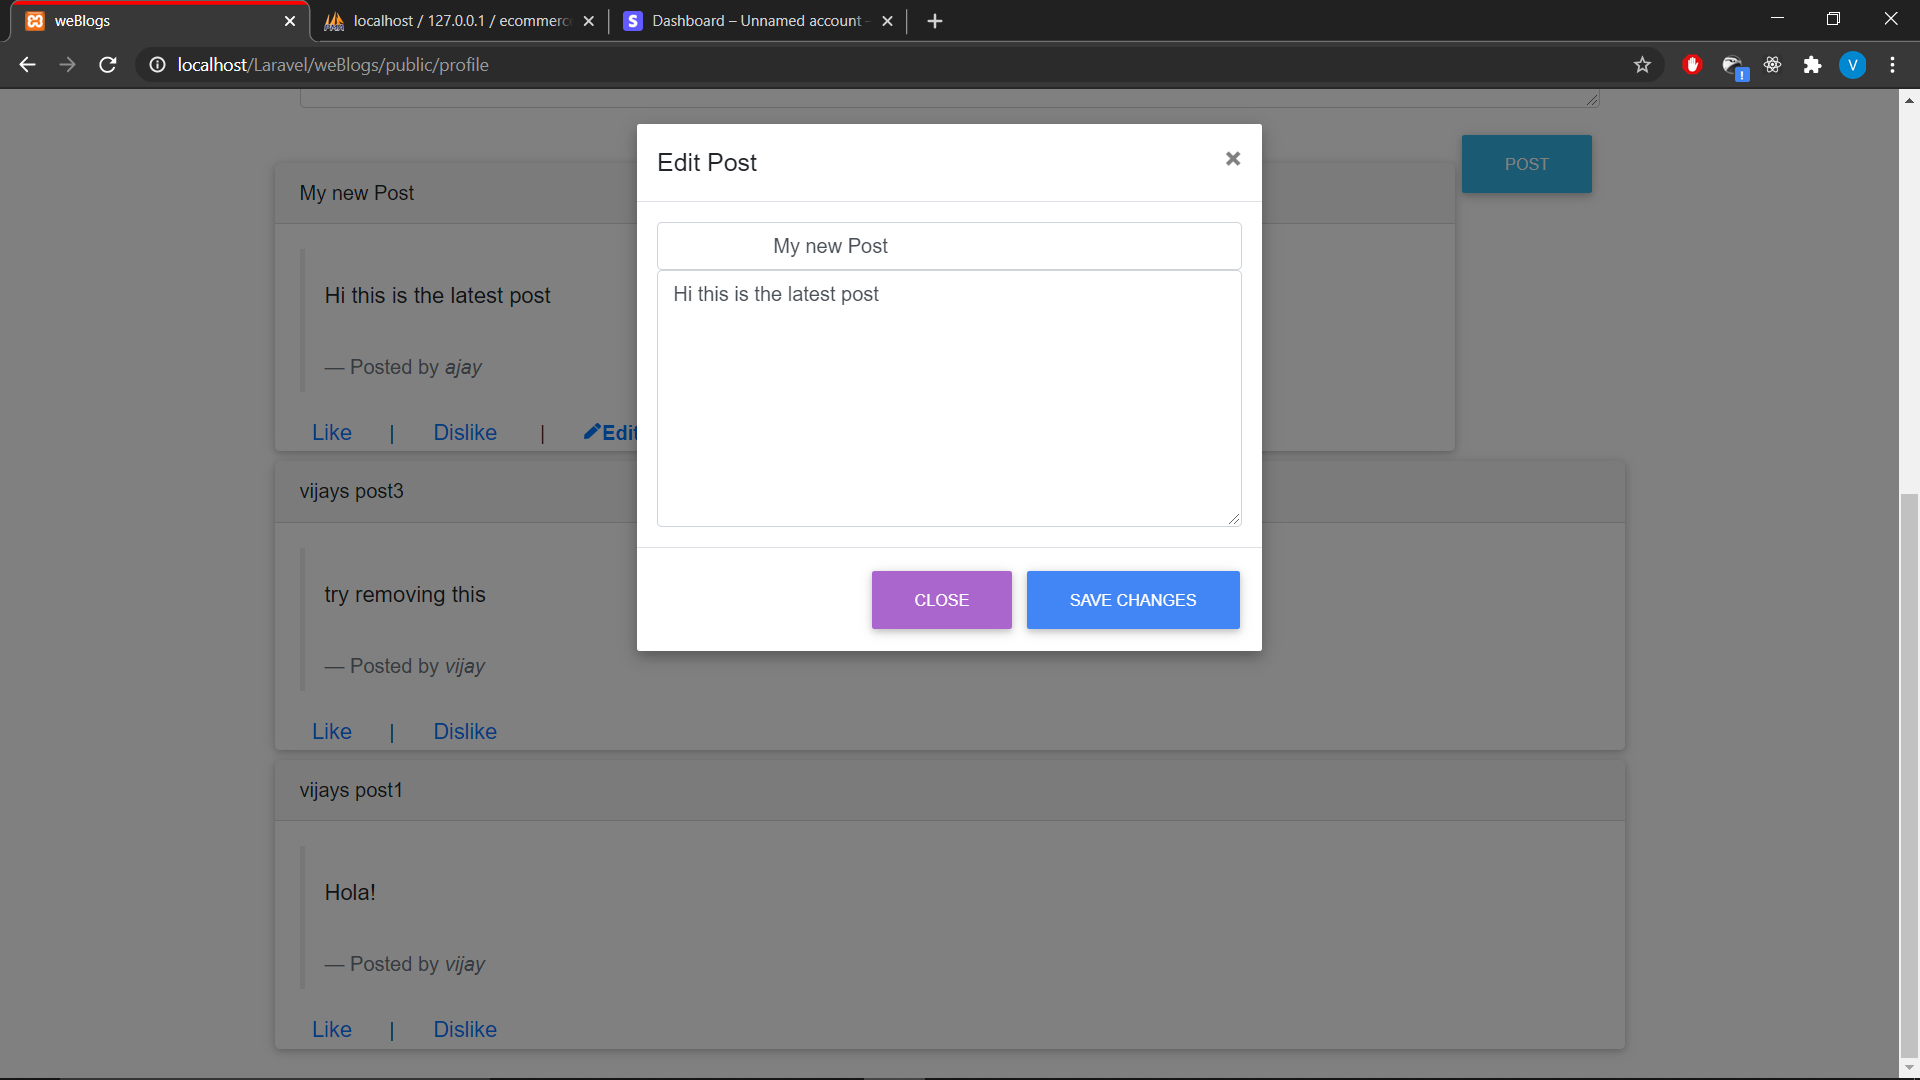 weBlogs
localhost / 127.0.0.1 / ecommerc
Dashboard – Unnamed account -
localhost/Laravel/weBlogs/public/profile
V
Edit Post
POST
My new Post
My new Post
Hi this is the latest post
Hi this is the latest post
— Posted by ajay
Like | Dislike | Edit
vijays post3
try removing this
CLOSE SAVE CHANGES
— Posted by vijay
Like | Dislike
vijays post1
Hola!
— Posted by vijay
Like | Dislike